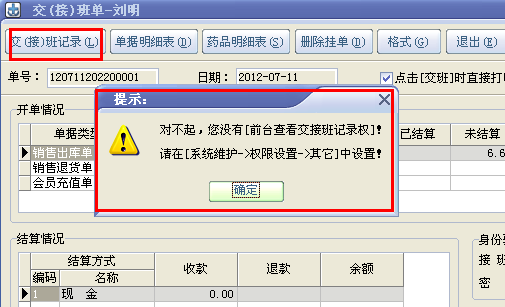 交(接)班单-刘明
交(接)班记录(L) 单据明细表(D) 药品明细表(S) 删除挂单(M) 格式(G) 退出(E)
单号： 120711202200001 日期： 2012-07-11 点击[交班]时直接打
提示：
对不起，您没有[前台查看交接班记录权]!
请在[系统维护->权限设置->其它]中设置!
确定
开单情况
单据类 已结算 未结算
销售出库单 6.6
销售退货单
会员充值单
结算情况
结算方式 收款 退款 余额
编码 名称
1 现 金 0.00
身份
接 班
密